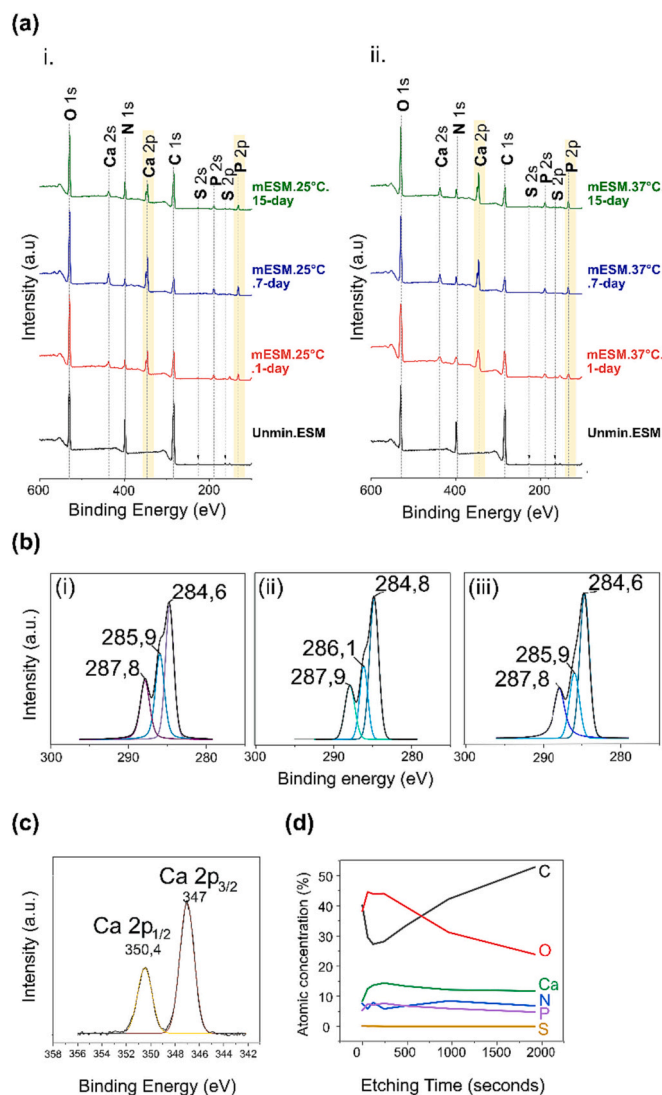 (a)
i.
O 1s
Ca 2s
N 1s
Ca 2p
C 1s
S 2s
P 2s
S 2p
P 2p
mESM.25°C.
15-day
mESM.25°C
.7-day
mESM.25°C
.1-day
Unmin.ESM
Intensity (a.u)
600
400
200
Binding Energy (eV)
ii.
O 1s
Ca 2s
N 1s
Ca 2p
C 1s
S 2s
P 2s
S 2p
P 2p
mESM.37°C
15-day
mESM.37°C
.7-day
mESM.37°C.
1-day
Unmin.ESM
Intensity (a.u)
600
400
200
Binding Energy (eV)
(b)
(i)
284,6
285,9
287,8
(ii)
284,8
286,1
287,9
(iii)
284,6
285,9
287,8
Intensity (a.u.)
300 290 280
300 290 280
300 290 280
Binding energy (eV)
(c)
Ca 2p3/2
347
Ca 2p1/2
350,4
Intensity (a.u.)
358 356 354 352 350 348 346 344 342
Binding Energy (eV)
(d)
Atomic concentration (%)
50
40
30
20
10
0
C
O
Ca
N
P
S
0 500 1000 1500 2000
Etching Time (seconds)